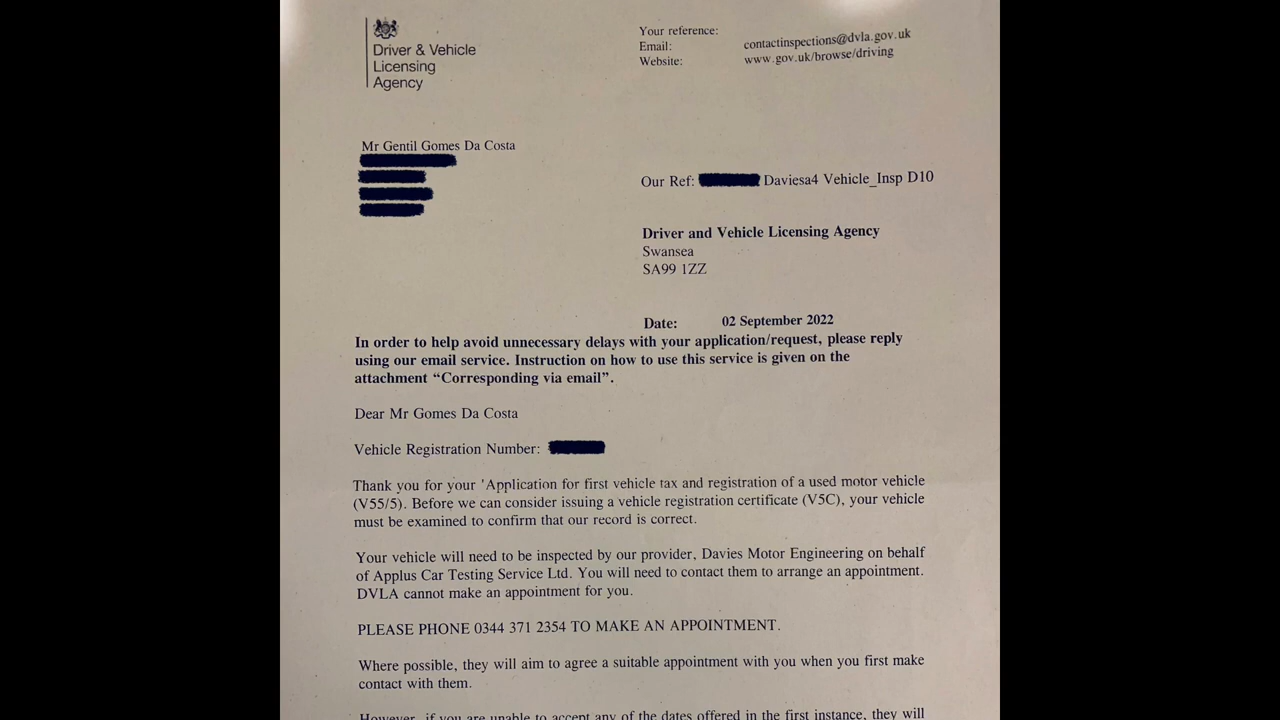 Driver & Vehicle
Licensing
Agency
Your reference:
Email: contactinspections@dvla.gov.uk
Website: www.gov.uk/browse/driving
Mr Gentil Gomes Da Costa
Our Ref: Daviesa4 Vehicle_Insp D10
Driver and Vehicle Licensing Agency
Swansea
SA99 1ZZ
Date: 02 September 2022
In order to help avoid unnecessary delays with your application/request, please reply
using our email service. Instruction on how to use this service is given on the
attachment “Corresponding via email”.
Dear Mr Gomes Da Costa
Vehicle Registration Number:
Thank you for your 'Application for first vehicle tax and registration of a used motor vehicle
(V55/5). Before we can consider issuing a vehicle registration certificate (V5C), your vehicle
must be examined to confirm that our record is correct.
Your vehicle will need to be inspected by our provider, Davies Motor Engineering on behalf
of Applus Car Testing Service Ltd. You will need to contact them to arrange an appointment.
DVLA cannot make an appointment for you.
PLEASE PHONE 0344 371 2354 TO MAKE AN APPOINTMENT.
Where possible, they will aim to agree a suitable appointment with you when you first make
contact with them.
However, if you are unable to accept any of the dates offered in the first instance, they will